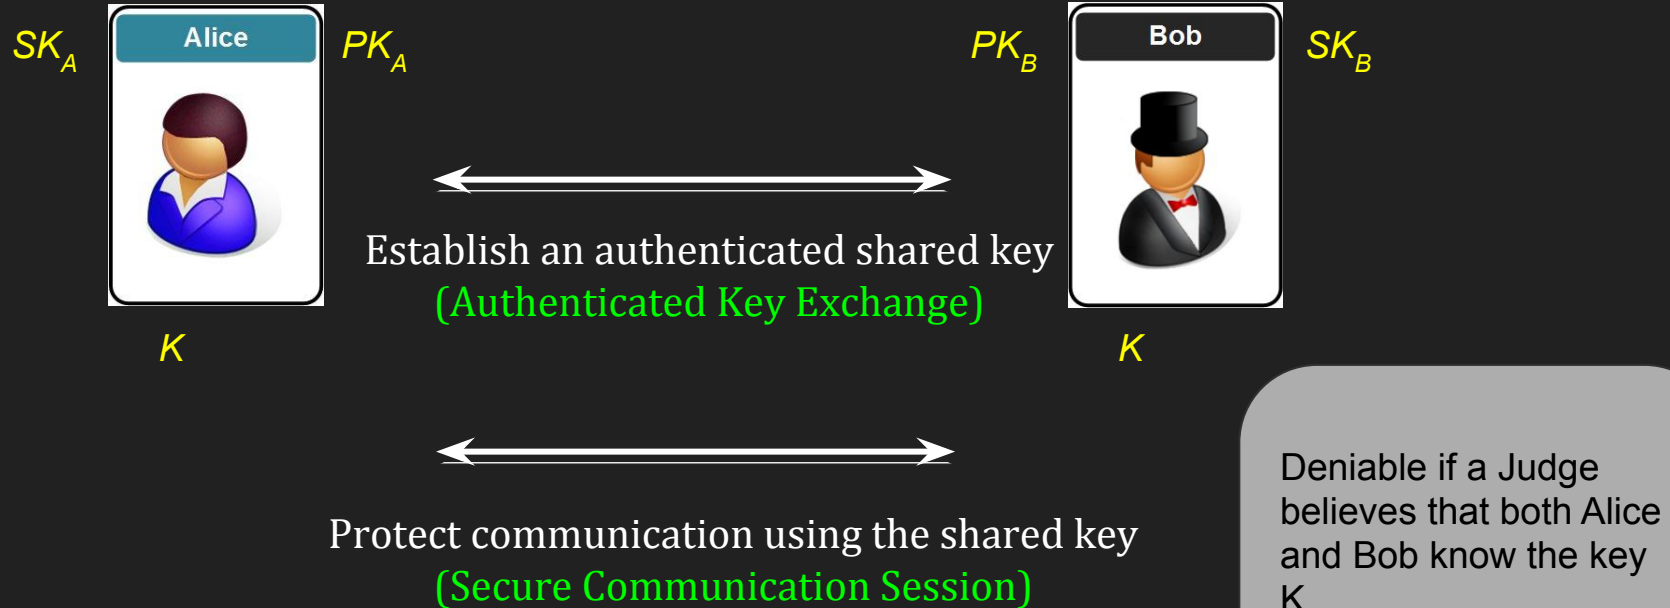 Alice
Bob
SK_A
PK_A
PK_B
SK_B
Establish an authenticated shared key
(Authenticated Key Exchange)
K
K
Protect communication using the shared key
(Secure Communication Session)
Deniable if a Judge
believes that both Alice
and Bob know the key
K